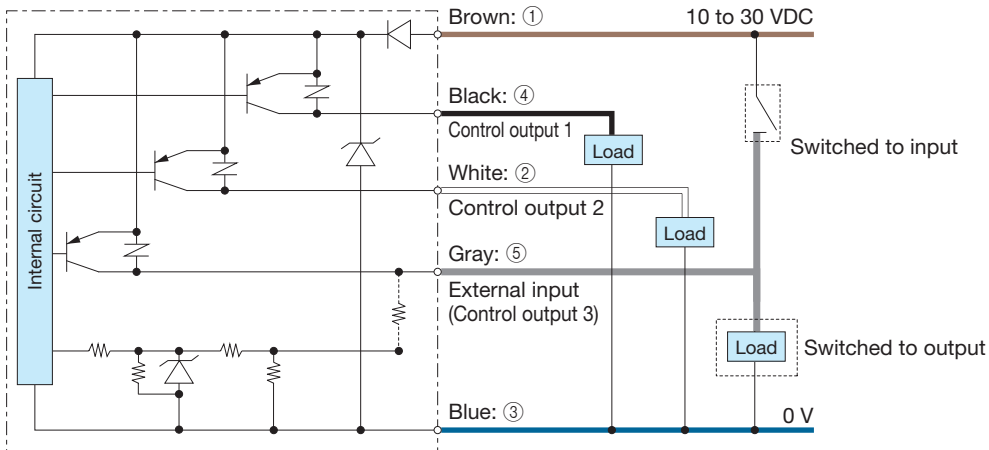 Brown: ①
10 to 30 VDC
Black: ④
Control output 1
Load
Switched to input
White: ②
Control output 2
Load
Internal circuit
Gray: ⑤
External input
(Control output 3)
Load
Switched to output
Blue: ③
0 V